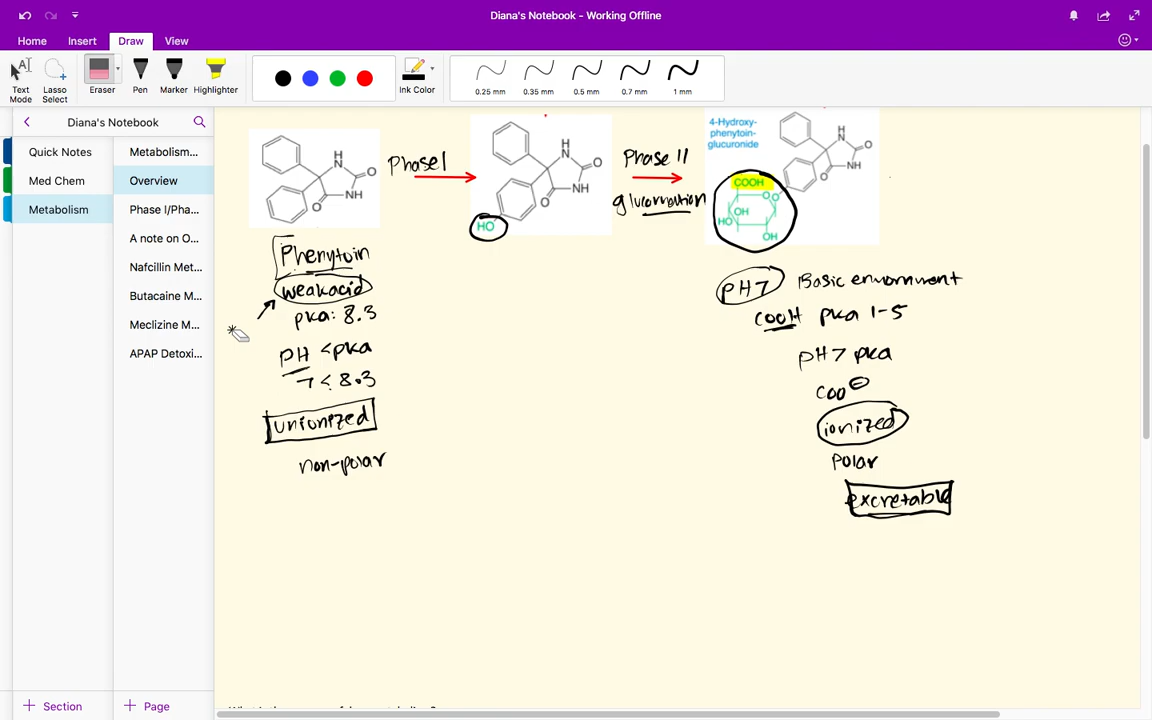 Diana's Notebook - Working Offline
Home Insert Draw View
Text Mode
Lasso Select
Eraser
Pen
Marker
Highlighter
Ink Color
0.25 mm 0.35 mm 0.5 mm 0.7 mm 1 mm
Diana's Notebook
Quick Notes
Med Chem
Metabolism
Metabolism...
Overview
Phase I/Pha...
A note on O...
Nafcillin Met...
Butacaine M...
Meclizine M...
APAP Detoxi...
+ Section
+ Page
H
N
O
NH
O
Phase I
H
N
O
NH
O
HO
Phase II
4-Hydroxy-
phenytoin-
glucuronide
H
N
O
NH
O
COOH
O
O
OH
HO
OH
Phenytoin
weak acid
pka: 8.3
pH < pka
7 < 8.3
unionized
non-polar
pH 7 Basic
COOH pka 1-5
pH > pka
COO⊖
ionized
Polar
excretable